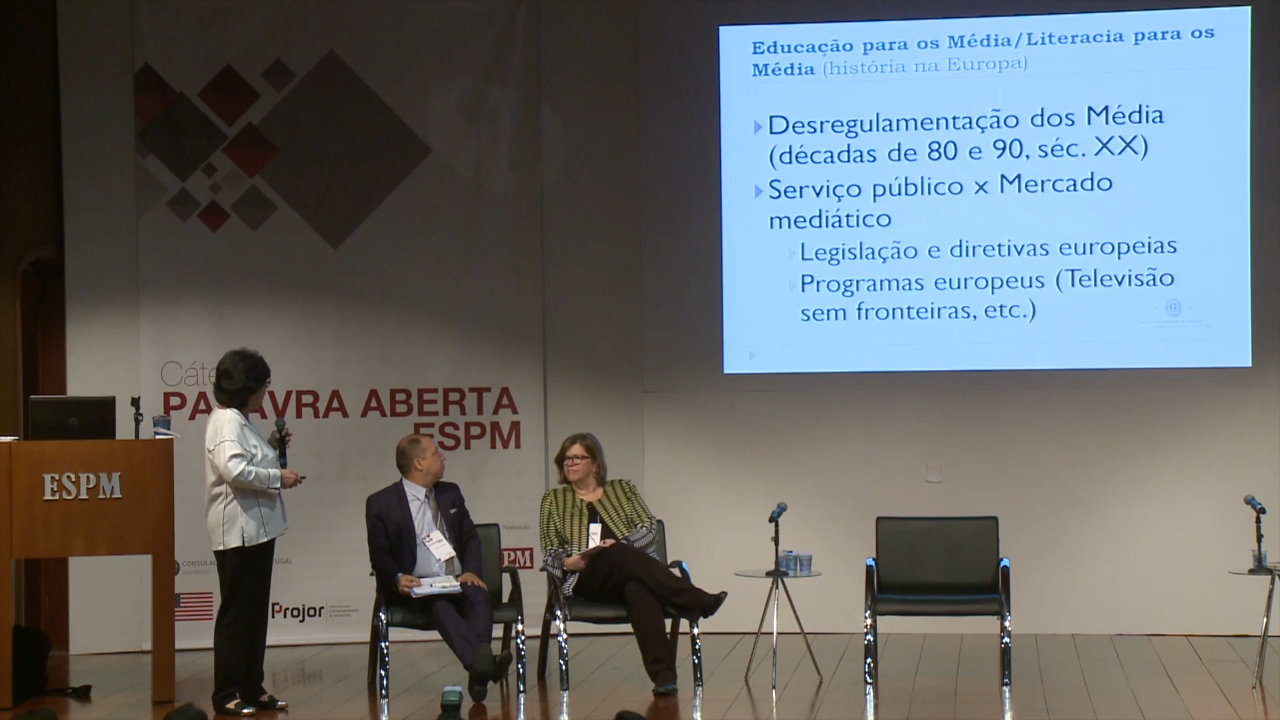 Educação para os Média/Literacia para os
Média (história na Europa)
Desregulamentação dos Média
(décadas de 80 e 90, séc. XX)
Serviço público x Mercado
mediático
Legislação e diretivas europeias
Programas europeus (Televisão
sem fronteiras, etc.)
PALAVRA ABERTA
ESPM
ESPM
Realização
Projor